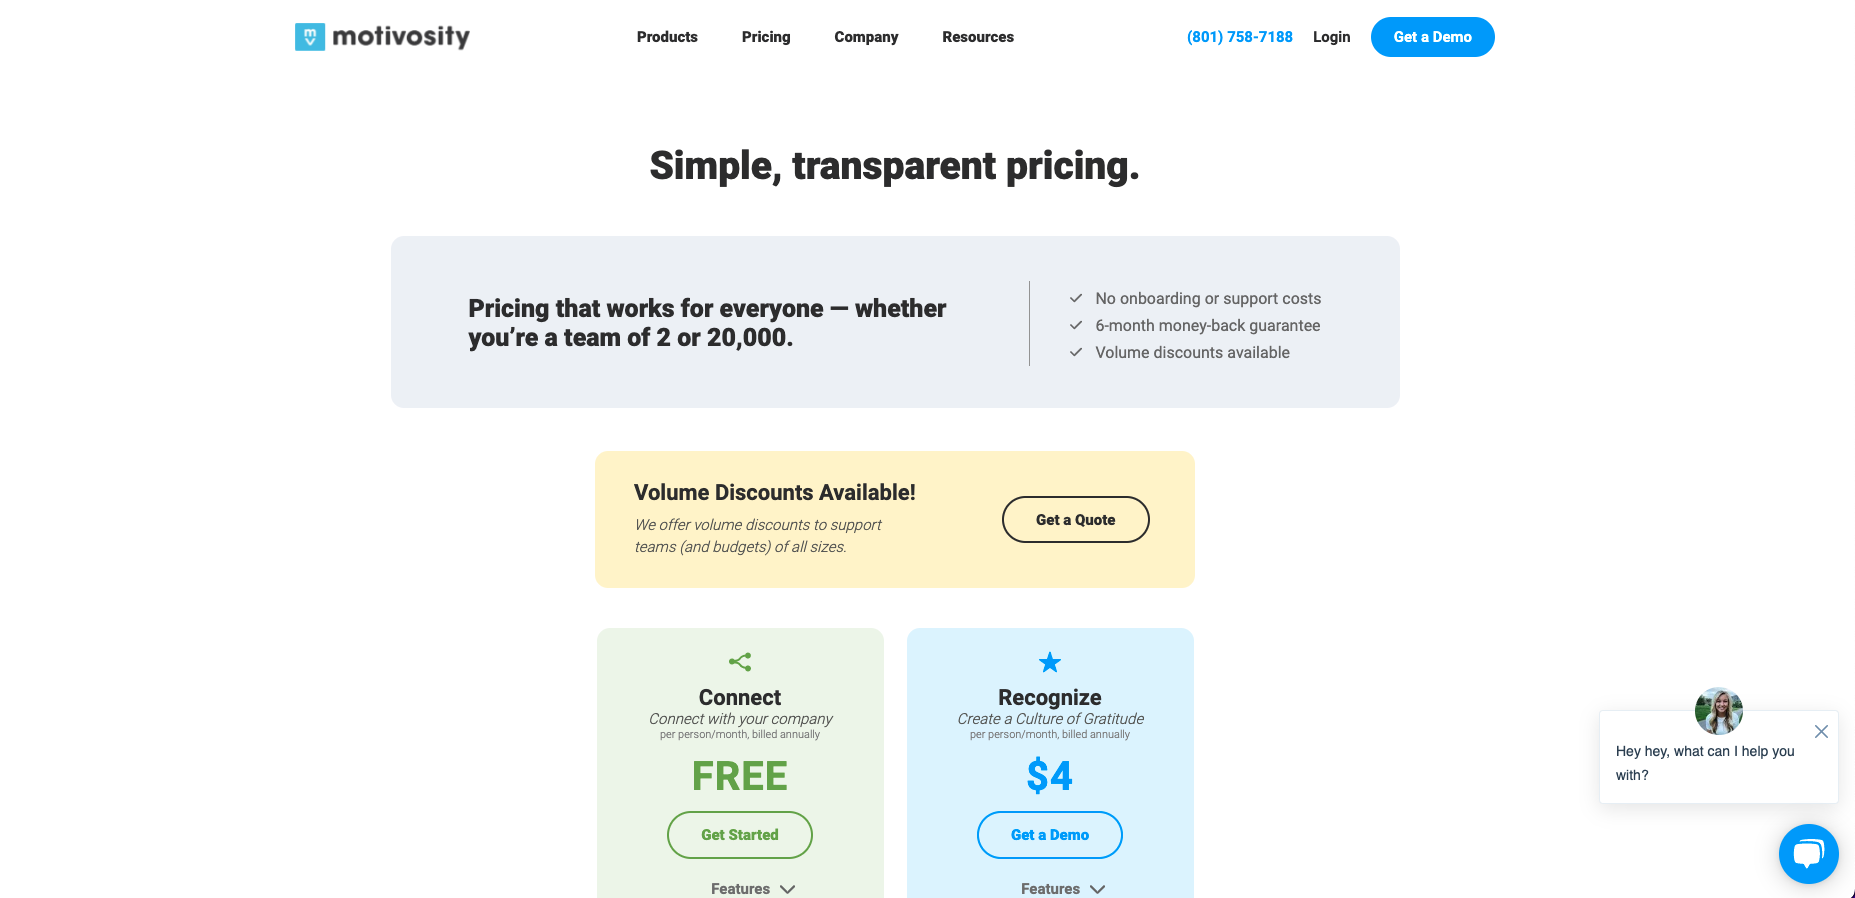 motivosity
Products
Pricing
Company
Resources
(801) 758-7188
Login
Get a Demo
Simple, transparent pricing.
Pricing that works for everyone — whether
you’re a team of 2 or 20,000.
No onboarding or support costs
6-month money-back guarantee
Volume discounts available
Volume Discounts Available!
We offer volume discounts to support
teams (and budgets) of all sizes.
Get a Quote
Connect
Connect with your company
per person/month, billed annually
FREE
Get Started
Features
Recognize
Create a Culture of Gratitude
per person/month, billed annually
$4
Get a Demo
Features
Hey hey, what can I help you
with?